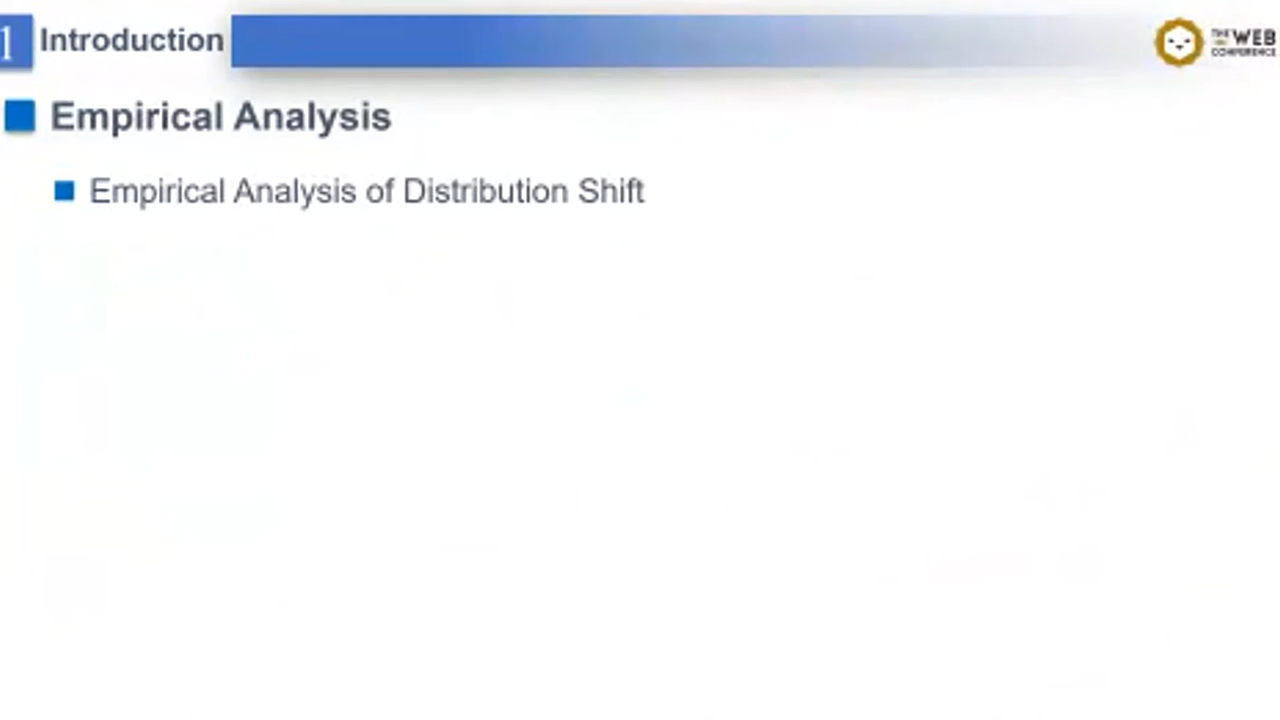 1 Introduction
THE WEB
CONFERENCE
Empirical Analysis
Empirical Analysis of Distribution Shift